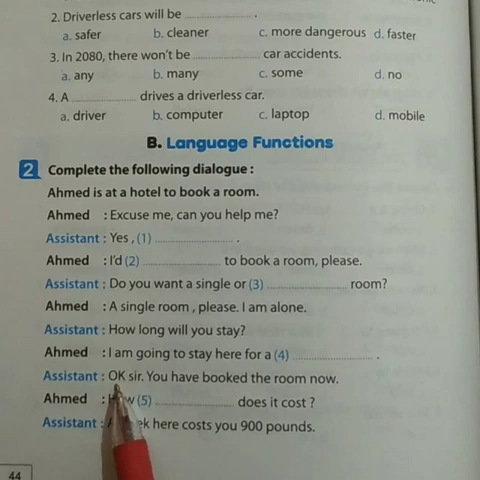 2. Driverless cars will be .................... .
a. safer b. cleaner c. more dangerous d. faster
3. In 2080, there won't be .................... car accidents.
a. any b. many c. some d. no
4. A .................... drives a driverless car.
a. driver b. computer c. laptop d. mobile
B. Language Functions
2 Complete the following dialogue :
Ahmed is at a hotel to book a room.
Ahmed : Excuse me, can you help me?
Assistant : Yes , (1) .................... .
Ahmed : I'd (2) .................... to book a room, please.
Assistant : Do you want a single or (3) .................... room?
Ahmed : A single room , please. I am alone.
Assistant : How long will you stay?
Ahmed : I am going to stay here for a (4) .................... .
Assistant : OK sir. You have booked the room now.
Ahmed : (5) .................... does it cost ?
Assistant : here costs you 900 pounds.
44